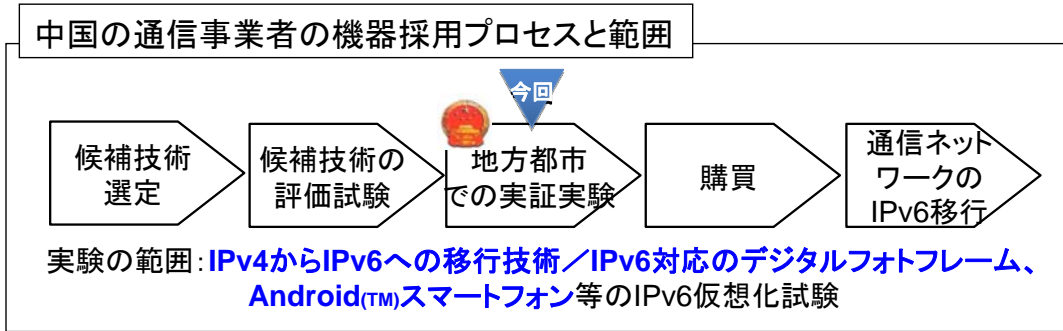 中国の通信事業者の機器採用プロセスと範囲
今回
候補技術
選定
候補技術の
評価試験
地方都市
での実証実験
購買
通信ネット
ワークの
IPv6移行
実験の範囲:IPv4からIPv6への移行技術／IPv6対応のデジタルフォトフレーム、
Android(TM)スマートフォン等のIPv6仮想化試験